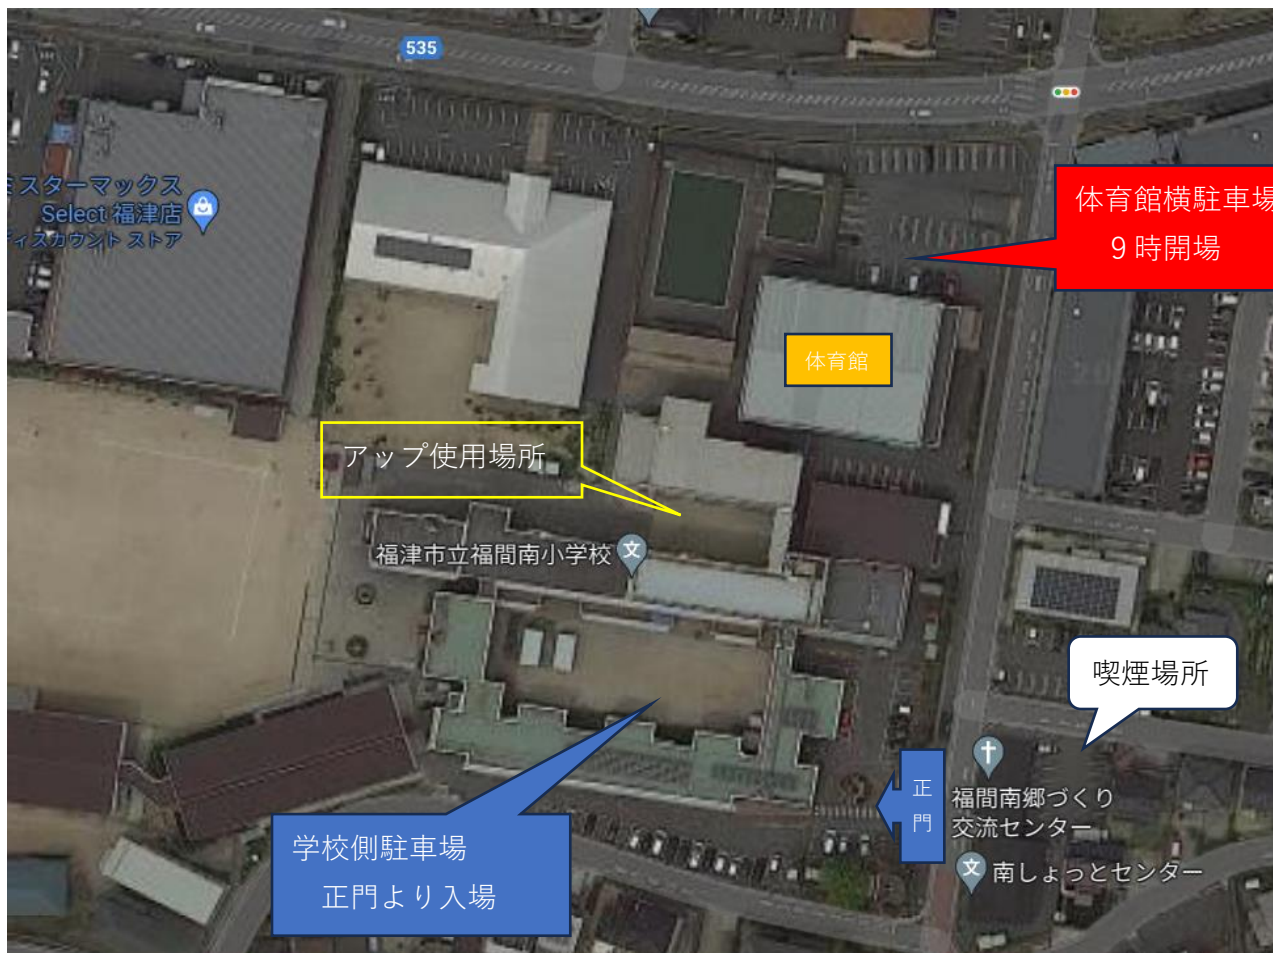 535
ミスターマックス
Select 福津店
ディスカウント ストア
体育館横駐車場
９時開場
体育館
アップ使用場所
福津市立福間南小学校
文
喫煙場所
正
門
福間南郷づくり
交流センター
学校側駐車場
正門より入場
文
南しょっとセンター